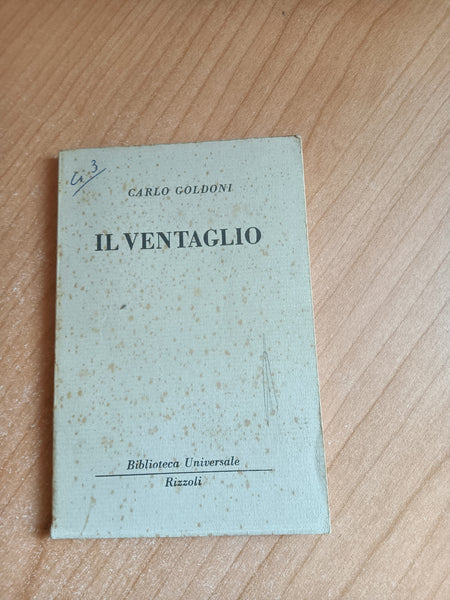 CARLO GOLDONI
IL VENTAGLIO
Biblioteca Universale
Rizzoli